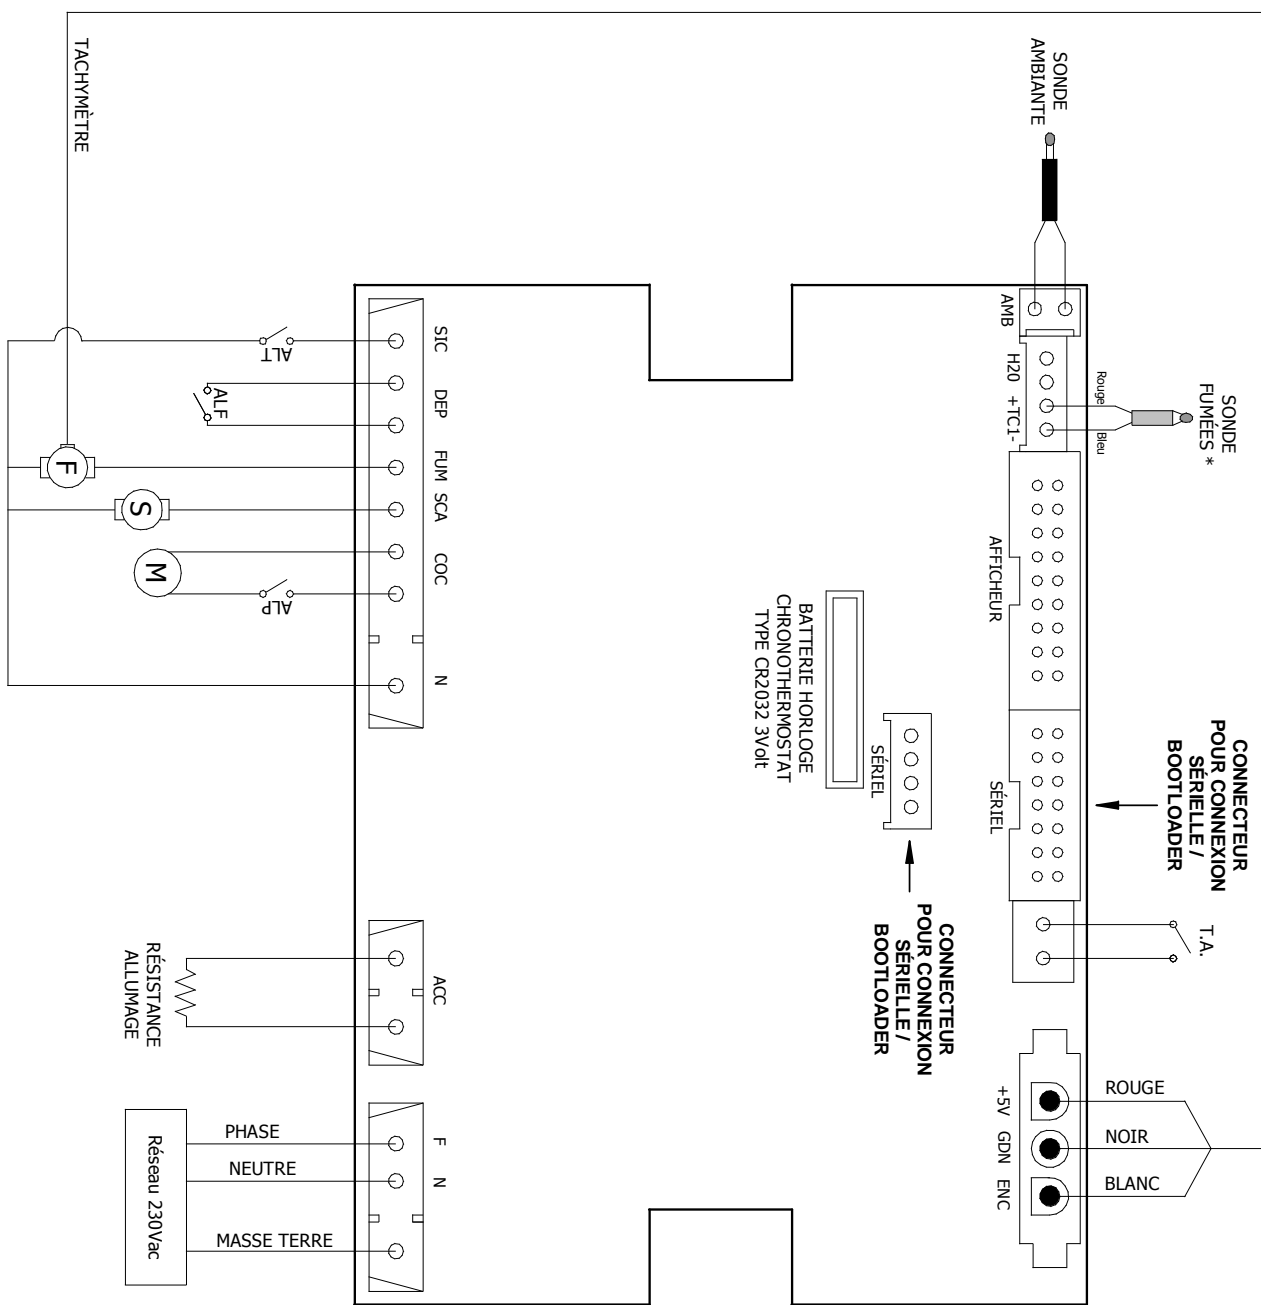 TACHYMÈTRE
SONDE
AMBIANTE
SONDE
FUMÉES *
AMB
H20
+TC1-
Rouge
Bleu
AFFICHEUR
SÉRIEL
CONNECTEUR
POUR CONNEXION
SÉRIELLE /
BOOTLOADER
T.A.
+5V
GDN
ENC
ROUGE
NOIR
BLANC
BATTERIE HORLOGE
CHRONOTHERMOSTAT
TYPE CR2032 3Volt
SÉRIEL
CONNECTEUR
POUR CONNEXION
SÉRIELLE /
BOOTLOADER
SIC
DEP
FUM
SCA
COC
N
ALT
ALF
F
S
M
ALP
ACC
RÉSISTANCE
ALLUMAGE
F
N
PHASE
NEUTRE
MASSE TERRE
Réseau 230Vac